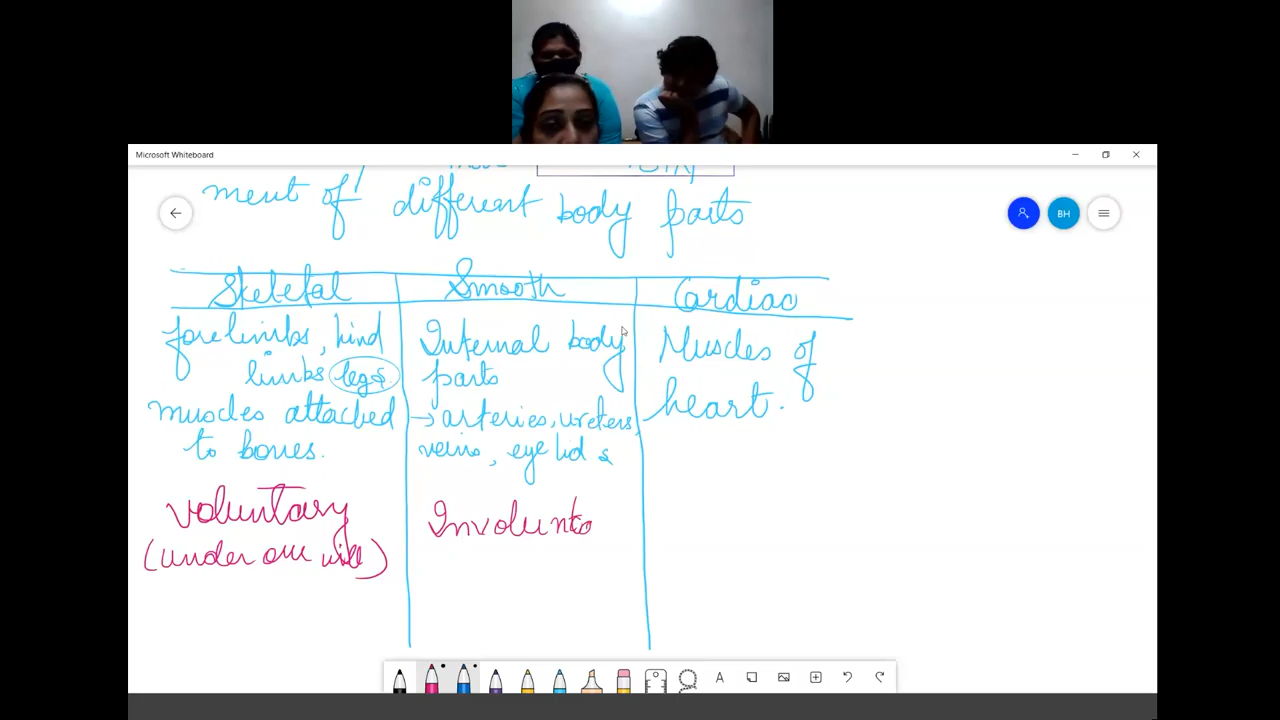 Microsoft Whiteboard
ment of different body parts
BH
Skeletal Smooth Cardiac
forelimbs, hind
limbs legs
muscles attached
to bones.
voluntary
(under our will)
Internal body
parts
→ arteries, ureters,
veins, eye lid &
Involunta
Muscles of
heart.
A